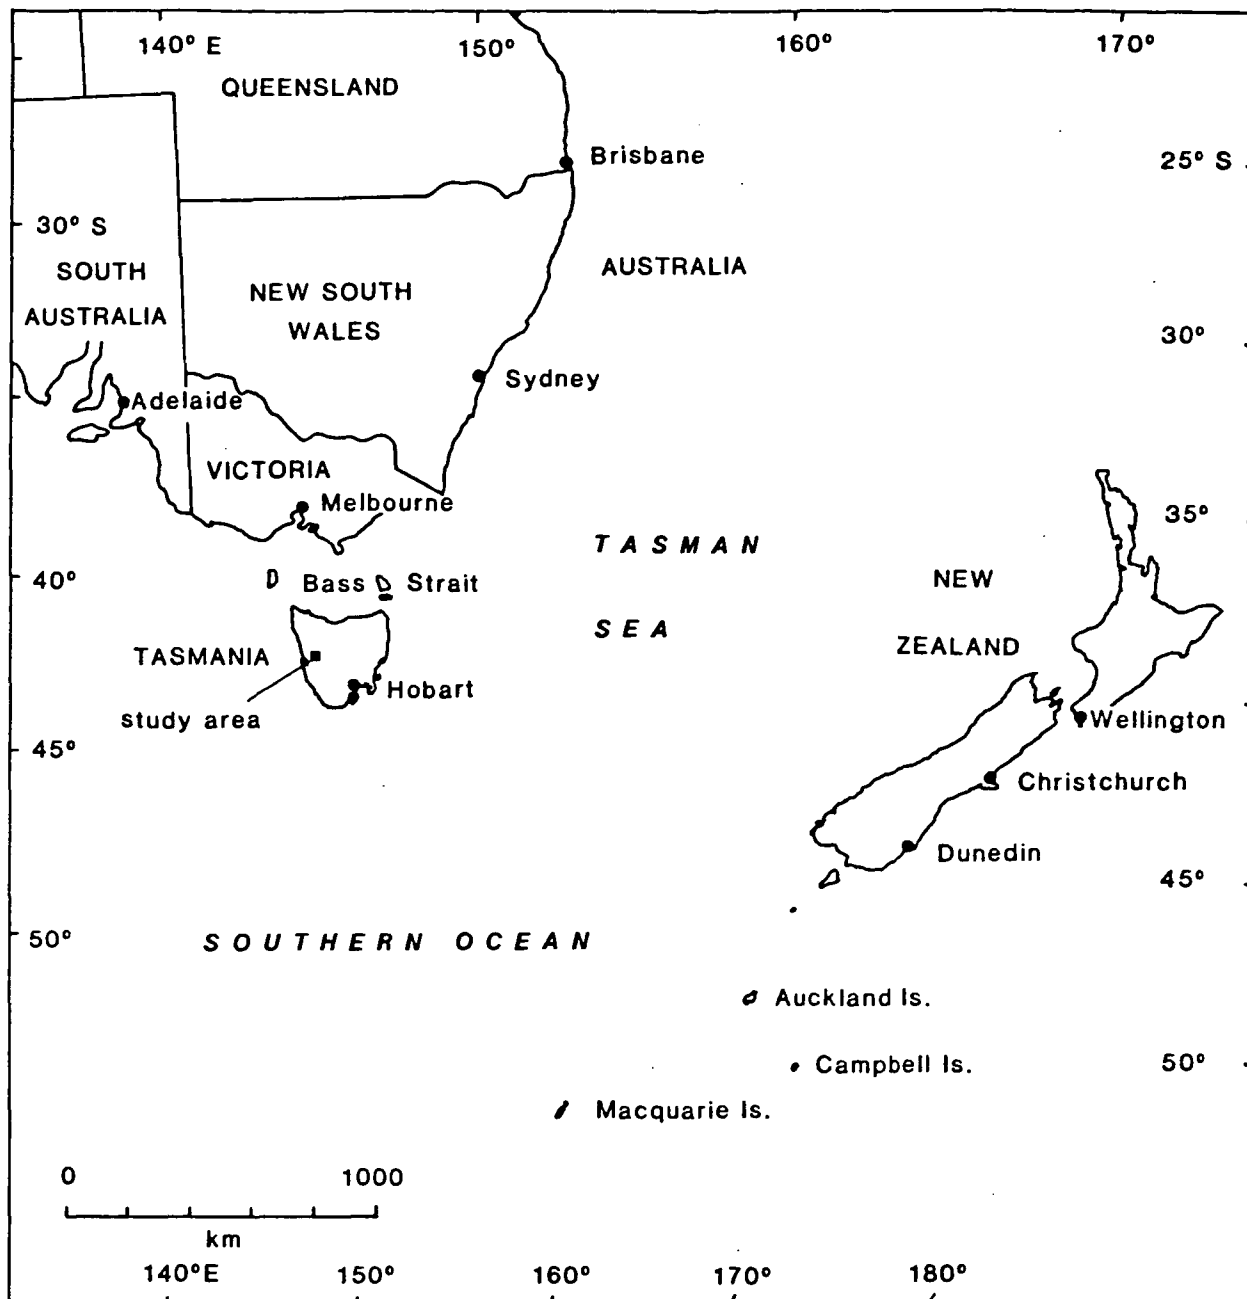 140° E
150°
160°
170°
QUEENSLAND
Brisbane
25° S
30° S
SOUTH
AUSTRALIA
NEW SOUTH
WALES
AUSTRALIA
30°
Sydney
Adelaide
VICTORIA
Melbourne
35°
TASMAN
SEA
40°
Bass Strait
NEW
ZEALAND
TASMANIA
Hobart
study area
Wellington
45°
Christchurch
Dunedin
45°
50°
SOUTHERN OCEAN
Auckland Is.
Campbell Is.
50°
Macquarie Is.
0 1000
km
140°E 150° 160° 170° 180°